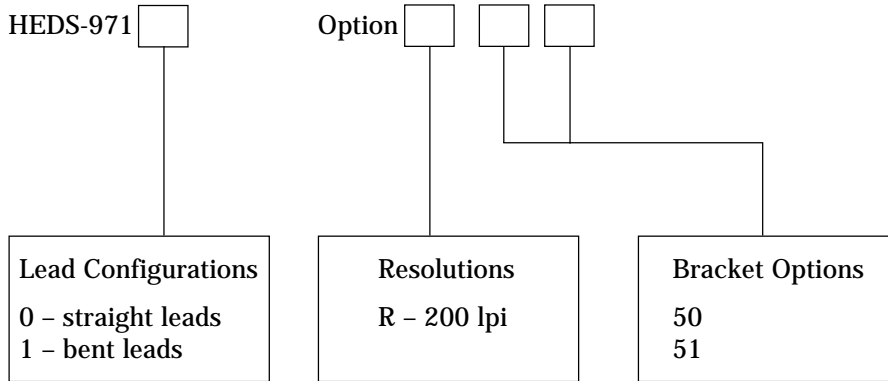 HEDS-971 Option
Lead Configurations
0 – straight leads
1 – bent leads
Resolutions
R – 200 lpi
Bracket Options
50
51